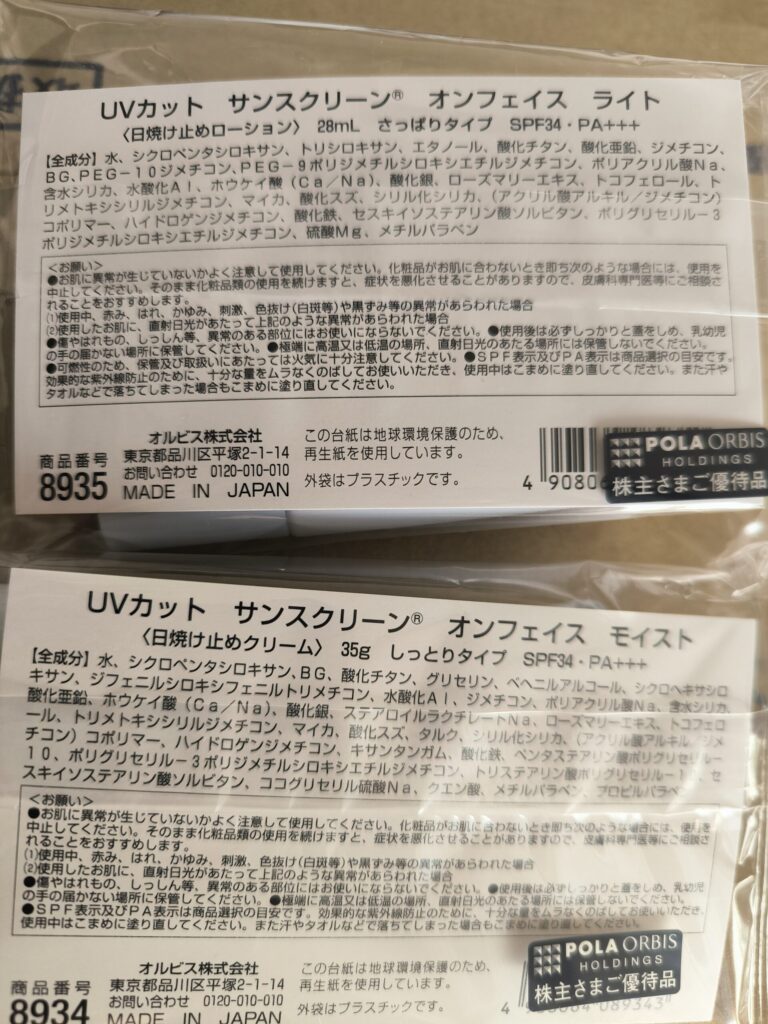 UVカット サンスクリーン® オンフェイス ライト
〈日焼け止めローション〉 28mL さっぱりタイプ SPF34・PA+++
【全成分】水、シクロペンタシロキサン、トリシロキサン、エタノール、酸化チタン、酸化亜鉛、ジメチコン、
BG、PEG-10ジメチコン、PEG-9ポリジメチルシロキシエチルジメチコン、ポリアクリル酸Na、
含水シリカ、水酸化Al、ホウケイ酸(Ca/Na)、酸化銀、ローズマリーエキス、トコフェロール、ト
リメトキシシリルジメチコン、マイカ、酸化スズ、シリル化シリカ、(アクリル酸アルキル/ジメチコン)
コポリマー、ハイドロゲンジメチコン、酸化鉄、セスキイソステアリン酸ソルビタン、ポリグリセリル-3
ポリジメチルシロキシエチルジメチコン、硫酸Mg、メチルパラベン
<お願い>
●お肌に異常が生じていないかよく注意して使用してください。化粧品がお肌に合わないとき即ち次のような場合には、使用を
中止してください。そのまま化粧品類の使用を続けますと、症状を悪化させることがありますので、皮膚科専門医等にご相談さ
れることをおすすめします。
(1)使用中、赤み、はれ、かゆみ、刺激、色抜け(白斑等)や黒ずみ等の異常があらわれた場合
(2)使用したお肌に、直射日光があたって上記のような異常があらわれた場合
●傷やはれもの、しっしん等、異常のある部位にはお使いにならないでください。●使用後は必ずしっかりと蓋をしめ、乳幼児
の手の届かない場所に保管してください。●極端に高温又は低温の場所、直射日光のあたる場所には保管しないでください。
●可燃性のため、保管及び取扱いにあたっては火気に十分注意してください。●SPF表示及びPA表示は商品選択の目安です。
効果的な紫外線防止のために、十分な量をムラなくのばしてお使いいただき、使用中はこまめに塗り直してください。また汗や
タオルなどで落ちてしまった場合もこまめに塗り直してください。
商品番号
8935
オルビス株式会社
東京都品川区平塚2-1-14
お問い合わせ 0120-010-010
MADE IN JAPAN
この台紙は地球環境保護のため、
再生紙を使用しています。
外袋はプラスチックです。
4 90806
POLA ORBIS
HOLDINGS
株主さまご優待品
UVカット サンスクリーン® オンフェイス モイスト
〈日焼け止めクリーム〉 35g しっとりタイプ SPF34・PA+++
【全成分】水、シクロペンタシロキサン、BG、酸化チタン、グリセリン、ベヘニルアルコール、シクロヘキサシロ
キサン、ジフェニルシロキシフェニルトリメチコン、水酸化Al、ジメチコン、ポリアクリル酸Na、含水シリカ、
酸化亜鉛、ホウケイ酸(Ca/Na)、酸化銀、ステアロイルラクチレートNa、ローズマリーエキス、トコフェロ
ール、トリメトキシシリルジメチコン、マイカ、酸化スズ、タルク、シリル化シリカ、(アクリル酸アルキル/ジメ
チコン)コポリマー、ハイドロゲンジメチコン、キサンタンガム、酸化鉄、ペンタステアリン酸ポリグリセリル-
10、ポリグリセリル-3ポリジメチルシロキシエチルジメチコン、トリステアリン酸ポリグリセリル-10、セ
スキイソステアリン酸ソルビタン、ココグリセリル硫酸Na、クエン酸、メチルパラベン、プロピルパラベン
<お願い>
●お肌に異常が生じていないかよく注意して使用してください。化粧品がお肌に合わないとき即ち次のような場合には、使用を
中止してください。そのまま化粧品類の使用を続けますと、症状を悪化させることがありますので、皮膚科専門医等にご相談され
ることをおすすめします。
(1)使用中、赤み、はれ、かゆみ、刺激、色抜け(白斑等)や黒ずみ等の異常があらわれた場合
(2)使用したお肌に、直射日光があたって上記のような異常があらわれた場合
●傷やはれもの、しっしん等、異常のある部位にはお使いにならないでください。●使用後は必ずしっかりと蓋をしめ、乳幼児
の手の届かない場所に保管してください。●極端に高温又は低温の場所、直射日光のあたる場所には保管しないでください。
●SPF表示及びPA表示は商品選択の目安です。効果的な紫外線防止のために、十分な量をムラなくのばしてお使いいただき、
使用中はこまめに塗り直してください。また汗やタオルなどで落ちてしまった場合もこまめに塗り直してください。
商品番号
8934
オルビス株式会社
東京都品川区平塚2-1-14
お問い合わせ 0120-010-010
MADE IN JAPAN
この台紙は地球環境保護のため、
再生紙を使用しています。
外袋はプラスチックです。
POLA ORBIS
HOLDINGS
株主さまご優待品